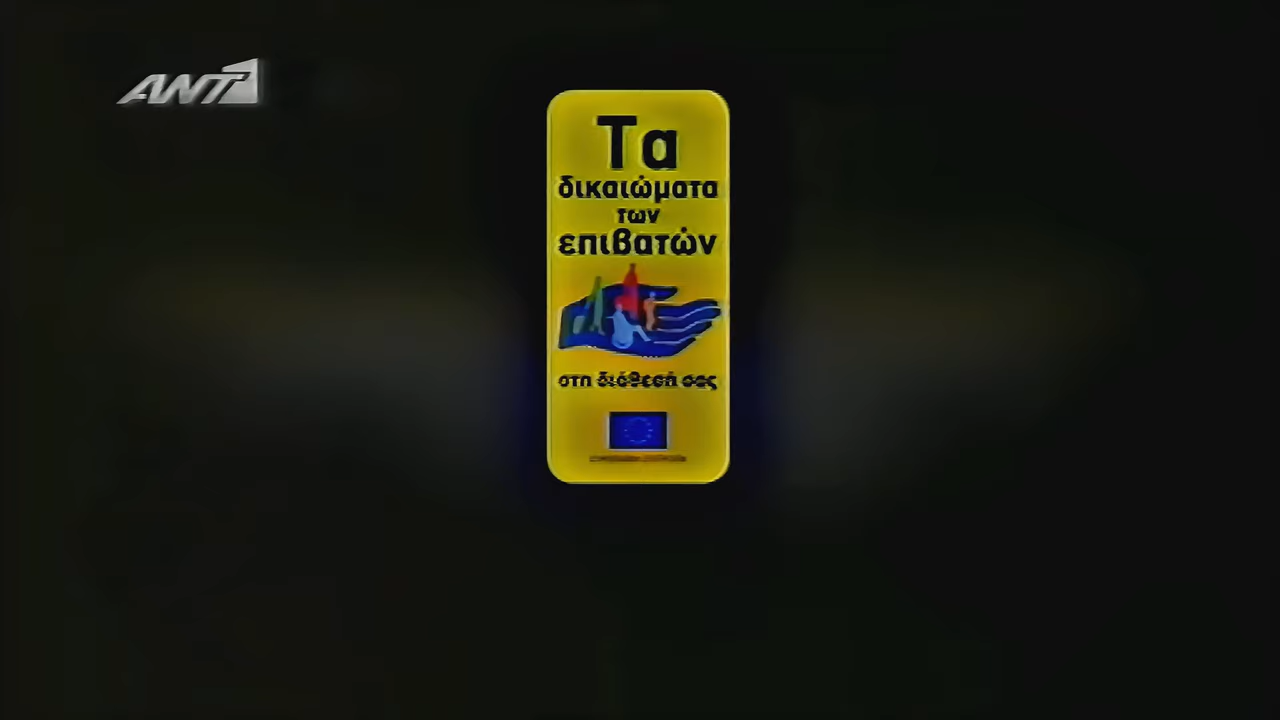 ANT1
Τα
δικαιώματα
των
επιβατών
στη διάθεσή σας